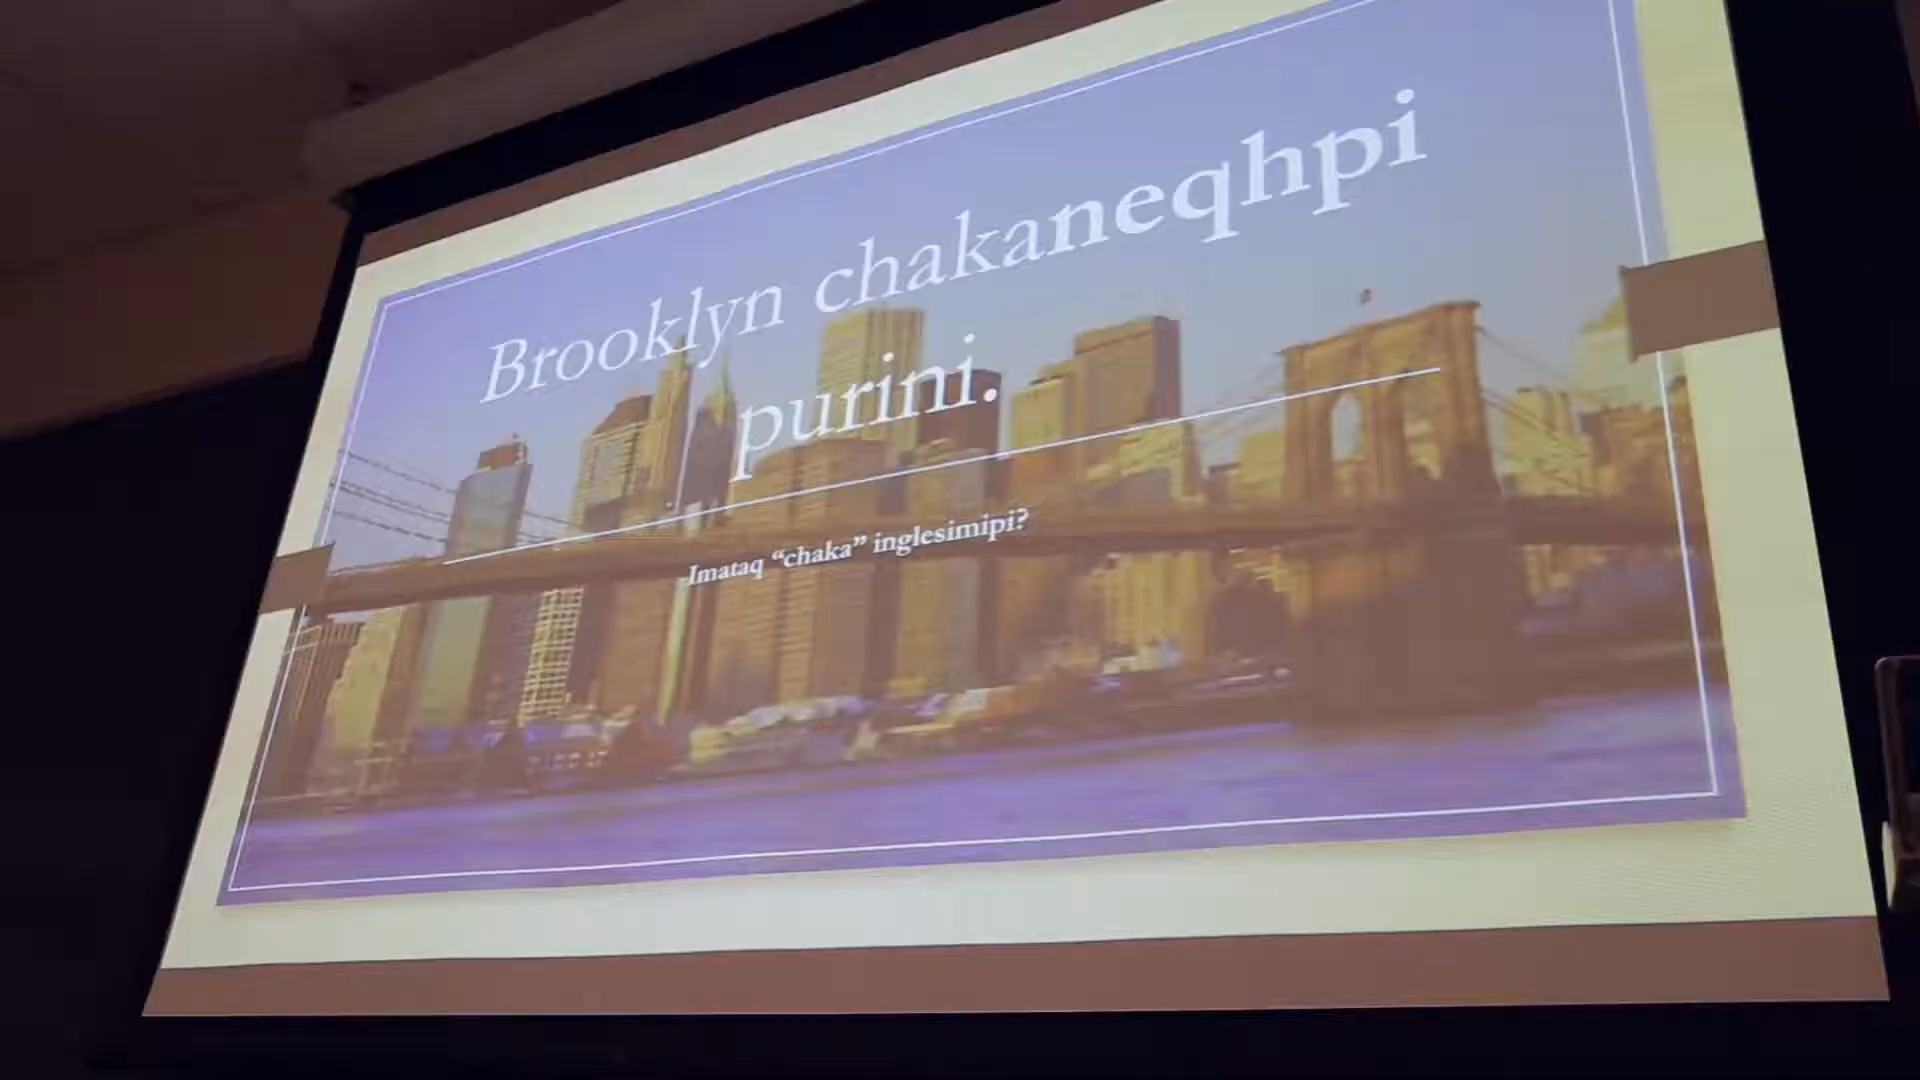 Brooklyn chakaneqhpi
purini.
Imataq “chaka” inglesimipi?